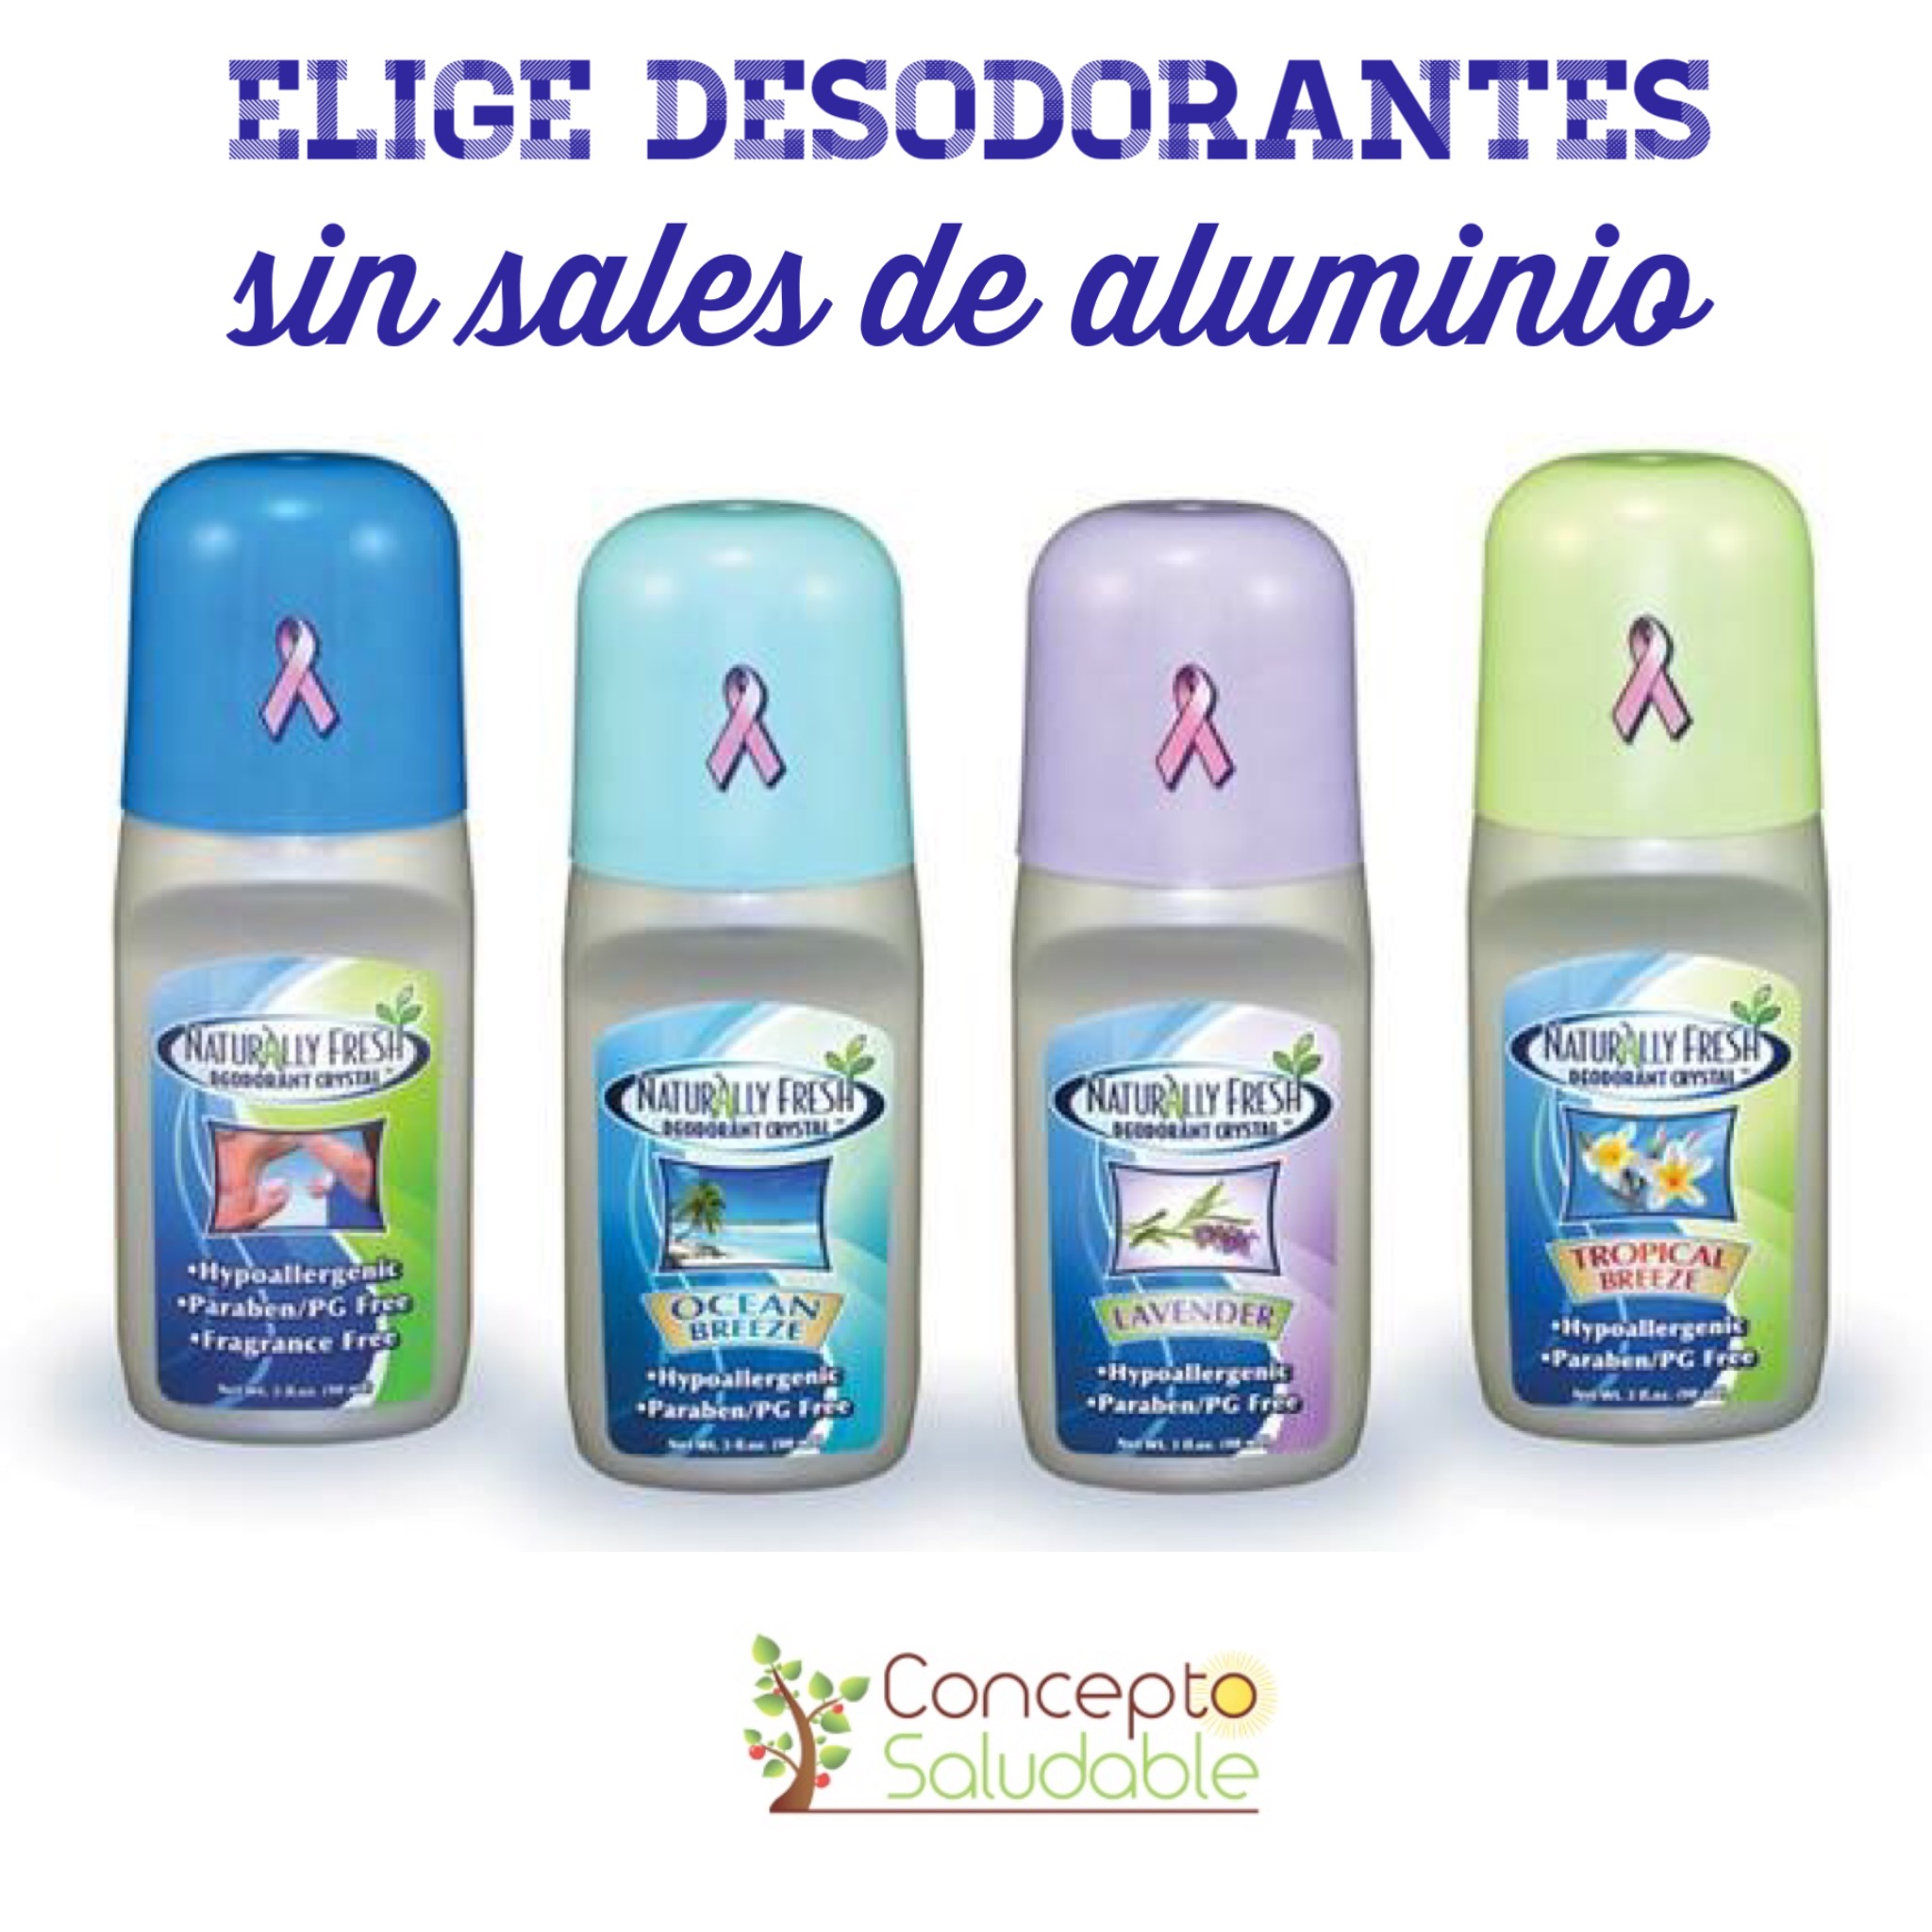 ELIGE DESODORANTES
sin sales de aluminio
NATURALLY FRESH
DEODORANT CRYSTAL
•Hypoallergenic
•Paraben/PG Free
•Fragrance Free
NATURALLY FRESH
DEODORANT CRYSTAL
OCEAN
BREEZE
•Hypoallergenic
•Paraben/PG Free
NATURALLY FRESH
DEODORANT CRYSTAL
LAVENDER
•Hypoallergenic
•Paraben/PG Free
NATURALLY FRESH
DEODORANT CRYSTAL
TROPICAL
BREEZE
•Hypoallergenic
•Paraben/PG Free
Concepto
Saludable